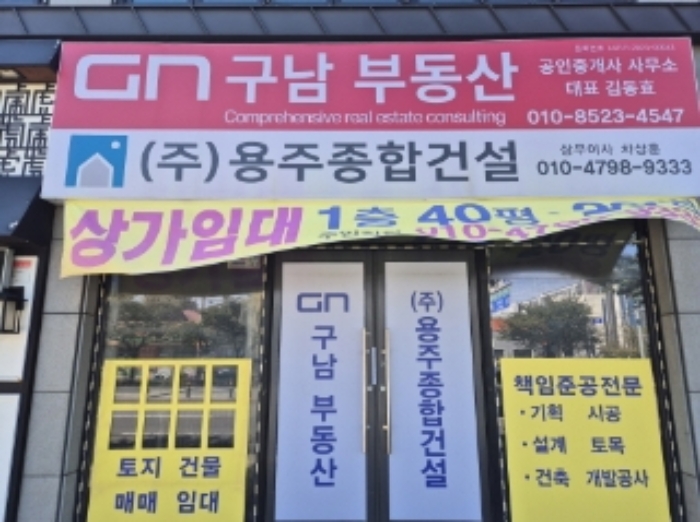 GN 구남 부동산
공인중개사 사무소
대표 김동효
Comprehensive real estate consulting
010-8523-4547
(주)용주종합건설
상무이사 차상훈
010-4798-9333
상가임대 1층 40평
GN 구남 부동산
(주)용주종합건설
토지 건물
매매 임대
책임준공전문
·기획 시공
·설계 토목
·건축 개발공사